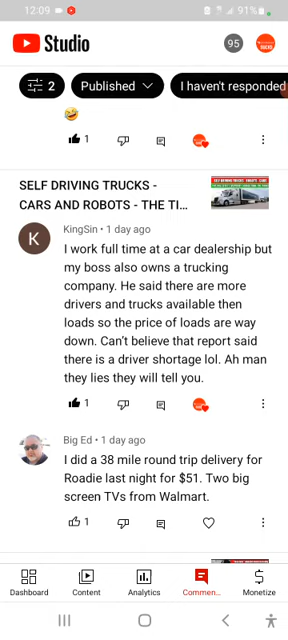 12:09
91%
Studio
95
2
Published
I haven't responded
1
SELF DRIVING TRUCKS -
CARS AND ROBOTS - THE TI...
K
KingSin • 1 day ago
I work full time at a car dealership but
my boss also owns a trucking
company. He said there are more
drivers and trucks available then
loads so the price of loads are way
down. Can't believe that report said
there is a driver shortage lol. Ah man
they lies they will tell you.
1
Big Ed • 1 day ago
I did a 38 mile round trip delivery for
Roadie last night for $51. Two big
screen TVs from Walmart.
1
Dashboard
Content
Analytics
Commen...
Monetize